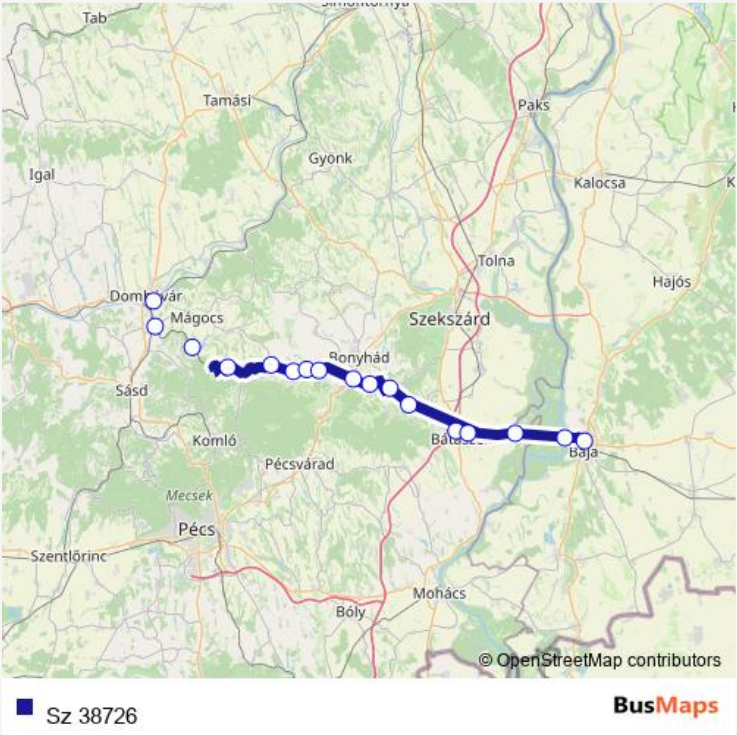 Tab
Tamási
Paks
Gyönk
Igal
Kalocsa
Tolna
Hajós
Mágocs
Szekszárd
Bonyhád
Sásd
Komló
Baja
Pécsvárad
Mecsek
Pécs
Szentlőrinc
Mohács
Bóly
© OpenStreetMap contributors
Sz 38726
BusMaps